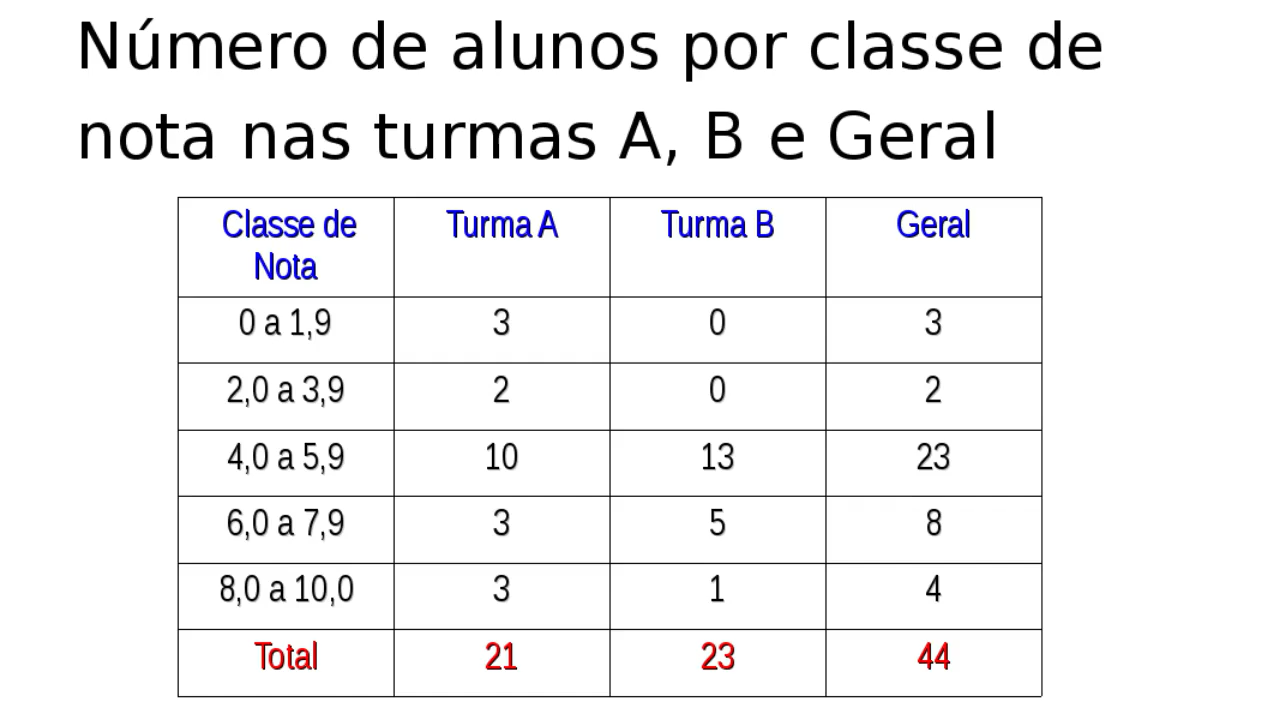 Número de alunos por classe de
nota nas turmas A, B e Geral
Classe de
Nota
Turma A
Turma B
Geral
0 a 1,9
3
0
3
2,0 a 3,9
2
0
2
4,0 a 5,9
10
13
23
6,0 a 7,9
3
5
8
8,0 a 10,0
3
1
4
Total
21
23
44